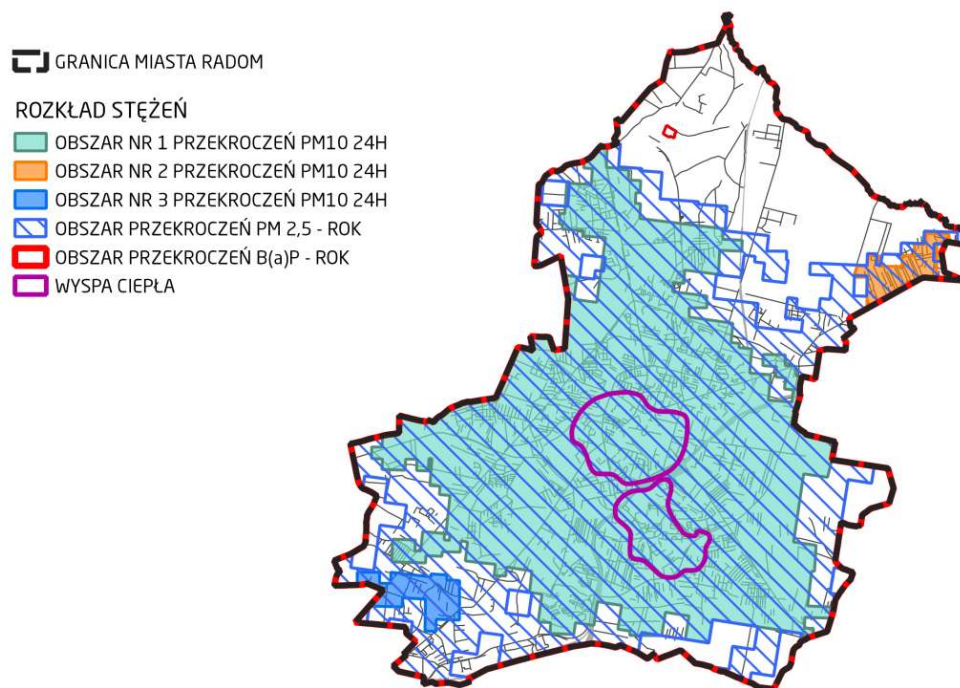 GRANICA MIASTA RADOM
ROZKŁAD STĘŻEŃ
OBSZAR NR 1 PRZEKROCZEŃ PM10 24H
OBSZAR NR 2 PRZEKROCZEŃ PM10 24H
OBSZAR NR 3 PRZEKROCZEŃ PM10 24H
OBSZAR PRZEKROCZEŃ PM 2,5 - ROK
OBSZAR PRZEKROCZEŃ B(a)P - ROK
WYSPA CIEPŁA